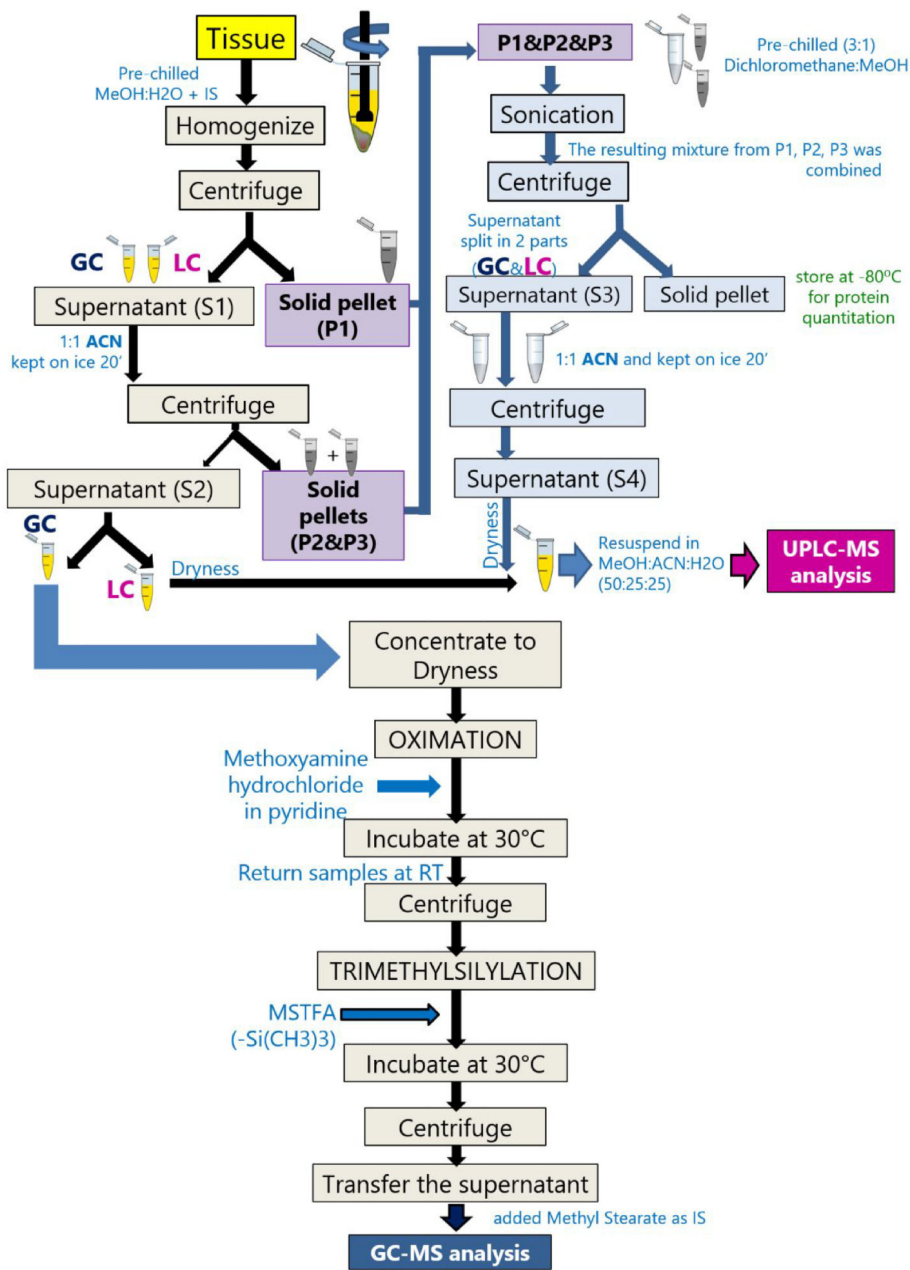 Tissue
Pre-chilled
MeOH:H2O + IS
Homogenize
Centrifuge
GC
LC
Supernatant (S1)
Solid pellet
(P1)
1:1 ACN
kept on ice 20'
Centrifuge
+
Supernatant (S2)
Solid
pellets
(P2&P3)
GC
LC
Dryness
P1&P2&P3
Pre-chilled (3:1)
Dichloromethane:MeOH
Sonication
The resulting mixture from P1, P2, P3 was
combined
Centrifuge
Supernatant
split in 2 parts
(GC&LC)
Supernatant (S3)
Solid pellet
store at -80ºC
for protein
quantitation
1:1 ACN and kept on ice 20'
Centrifuge
Supernatant (S4)
Dryness
Resuspend in
MeOH:ACN:H2O
(50:25:25)
UPLC-MS
analysis
Concentrate to
Dryness
OXIMATION
Methoxyamine
hydrochloride
in pyridine
Incubate at 30°C
Return samples at RT
Centrifuge
TRIMETHYLSILYLATION
MSTFA
(-Si(CH3)3)
Incubate at 30°C
Centrifuge
Transfer the supernatant
added Methyl Stearate as IS
GC-MS analysis